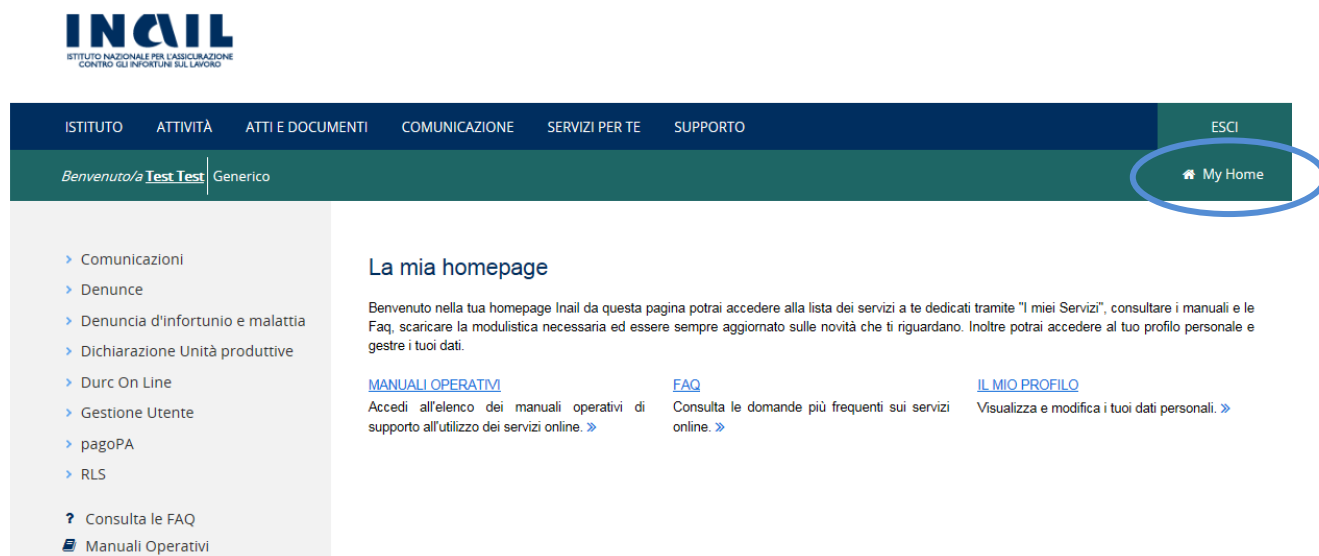 INAIL
ISTITUTO NAZIONALE PER L'ASSICURAZIONE
CONTRO GLI INFORTUNI SUL LAVORO
ISTITUTO ATTIVITÀ ATTI E DOCUMENTI COMUNICAZIONE SERVIZI PER TE SUPPORTO ESCI
Benvenuto/a Test Test Generico My Home
Comunicazioni
Denunce
Denuncia d'infortunio e malattia
Dichiarazione Unità produttive
Durc On Line
Gestione Utente
pagoPA
RLS
? Consulta le FAQ
Manuali Operativi
La mia homepage
Benvenuto nella tua homepage Inail da questa pagina potrai accedere alla lista dei servizi a te dedicati tramite "I miei Servizi", consultare i manuali e le
Faq, scaricare la modulistica necessaria ed essere sempre aggiornato sulle novità che ti riguardano. Inoltre potrai accedere al tuo profilo personale e
gestre i tuoi dati.
MANUALI OPERATIVI
Accedi all'elenco dei manuali operativi di
supporto all'utilizzo dei servizi online. »
FAQ
Consulta le domande più frequenti sui servizi
online. »
IL MIO PROFILO
Visualizza e modifica i tuoi dati personali. »